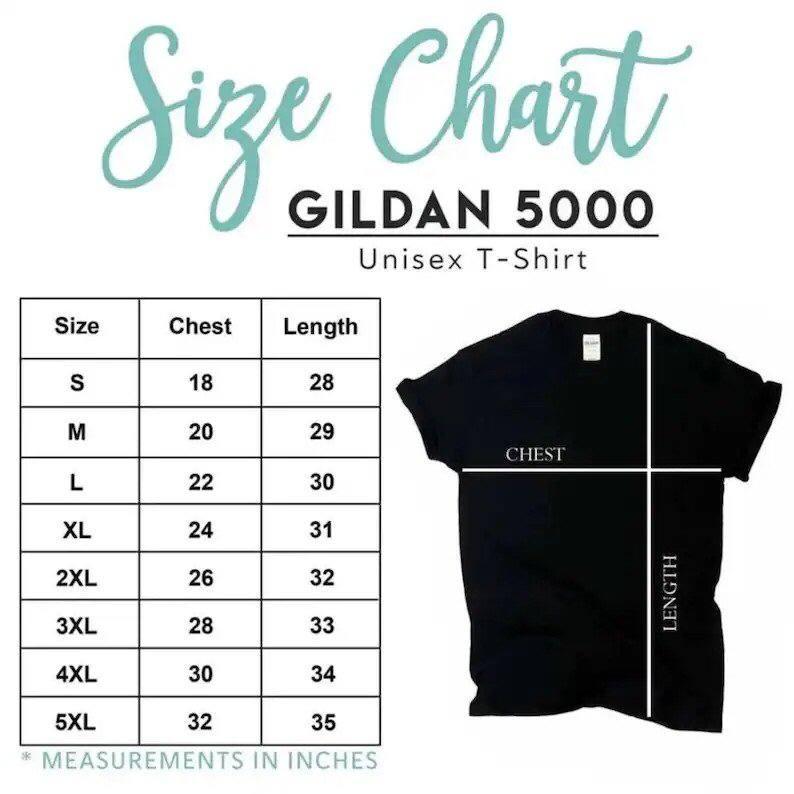 Size Chart
GILDAN 5000
Unisex T-Shirt
Size Chest Length
S 18 28
M 20 29
L 22 30
XL 24 31
2XL 26 32
3XL 28 33
4XL 30 34
5XL 32 35
* MEASUREMENTS IN INCHES
GILDAN
CHEST
LENGTH